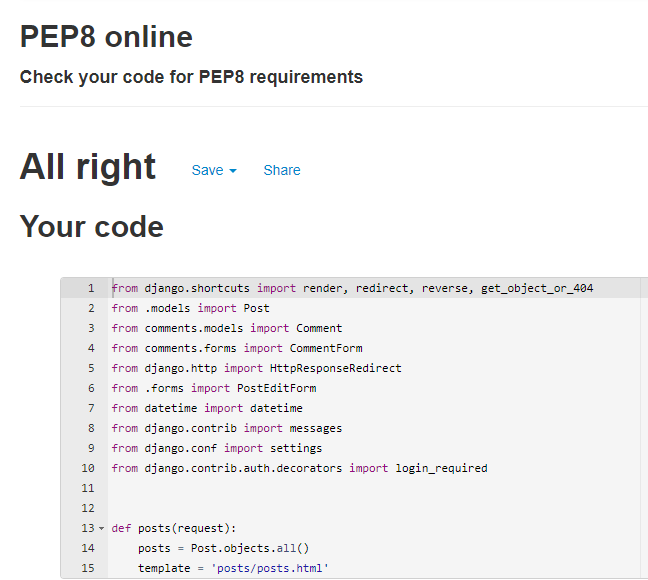 PEP8 online
Check your code for PEP8 requirements
All right Save Share
Your code
1 from django.shortcuts import render, redirect, reverse, get_object_or_404
2 from .models import Post
3 from comments.models import Comment
4 from comments.forms import CommentForm
5 from django.http import HttpResponseRedirect
6 from .forms import PostEditForm
7 from datetime import datetime
8 from django.contrib import messages
9 from django.conf import settings
10 from django.contrib.auth.decorators import login_required
11
12
13 def posts(request):
14     posts = Post.objects.all()
15     template = 'posts/posts.html'